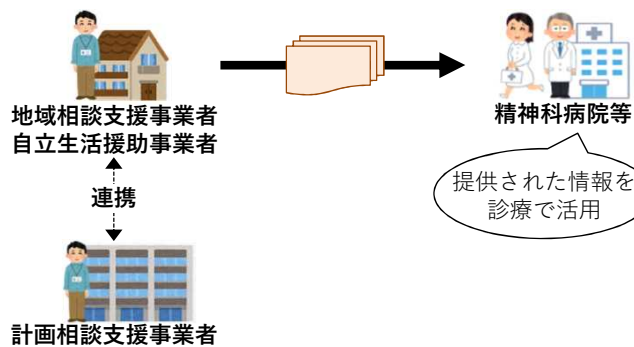 地域相談支援事業者
自立生活援助事業者
精神科病院等
提供された情報を
診療で活用
連携
計画相談支援事業者